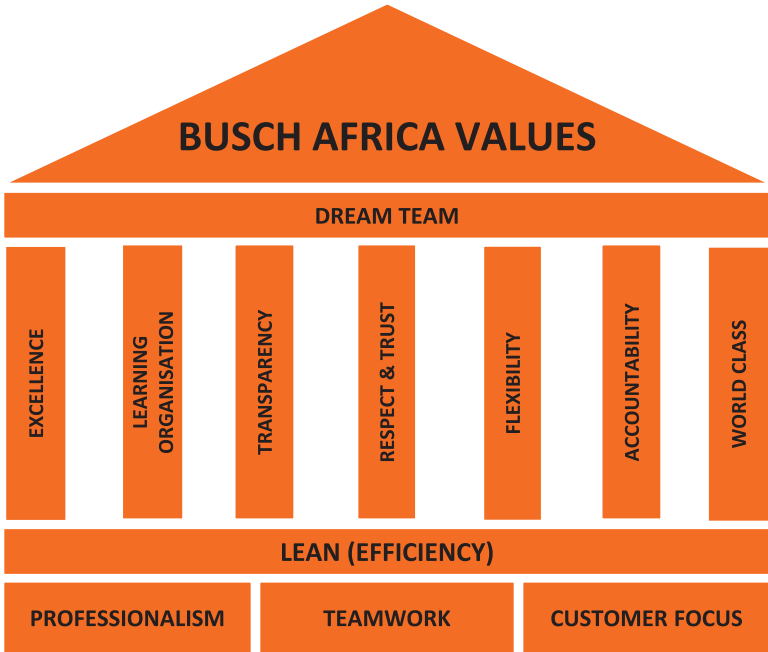 BUSCH AFRICA VALUES
DREAM TEAM
EXCELLENCE
LEARNING
ORGANISATION
TRANSPARENCY
RESPECT & TRUST
FLEXIBILITY
ACCOUNTABILITY
WORLD CLASS
LEAN (EFFICIENCY)
PROFESSIONALISM
TEAMWORK
CUSTOMER FOCUS